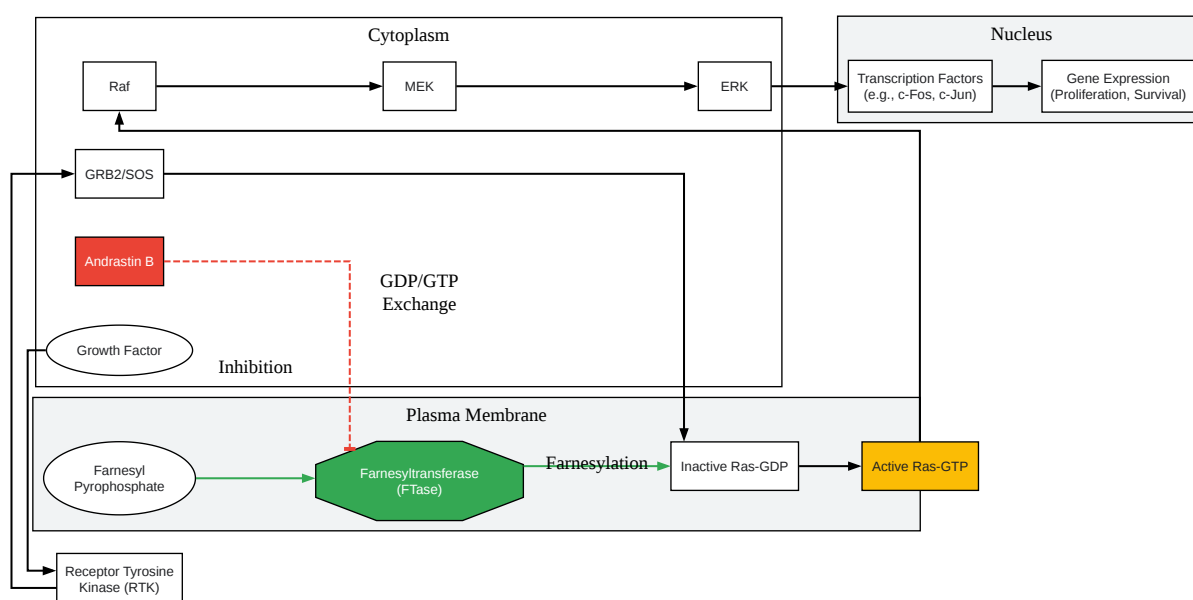 Cytoplasm
Nucleus
Raf
MEK
ERK
Transcription Factors
(e.g., c-Fos, c-Jun)
Gene Expression
(Proliferation, Survival)
GRB2/SOS
Andrastin B
GDP/GTP
Exchange
Growth Factor
Inhibition
Plasma Membrane
Farnesyl
Pyrophosphate
Farnesyltransferase
(FTase)
Farnesylation
Inactive Ras-GDP
Active Ras-GTP
Receptor Tyrosine
Kinase (RTK)